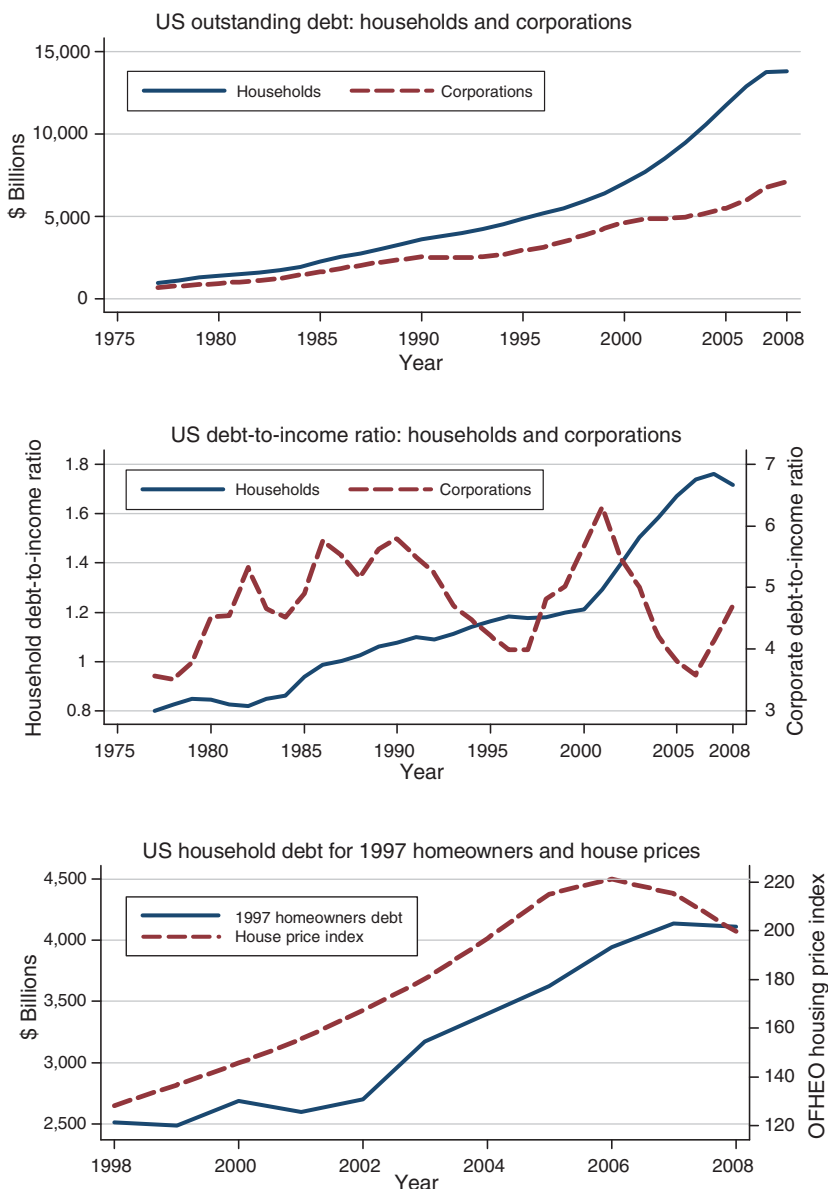 US outstanding debt: households and corporations
15,000
10,000
5,000
0
$ Billions
Households
Corporations
1975 1980 1985 1990 1995 2000 2005 2008
Year
US debt-to-income ratio: households and corporations
Household debt-to-income ratio
1.8
1.6
1.4
1.2
1
0.8
Households
Corporations
7
6
5
4
3
Corporate debt-to-income ratio
1975 1980 1985 1990 1995 2000 2005 2008
Year
US household debt for 1997 homeowners and house prices
$ Billions
4,500
4,000
3,500
3,000
2,500
1997 homeowners debt
House price index
220
200
180
160
140
120
OFHEO housing price index
1998 2000 2002 2004 2006 2008
Year